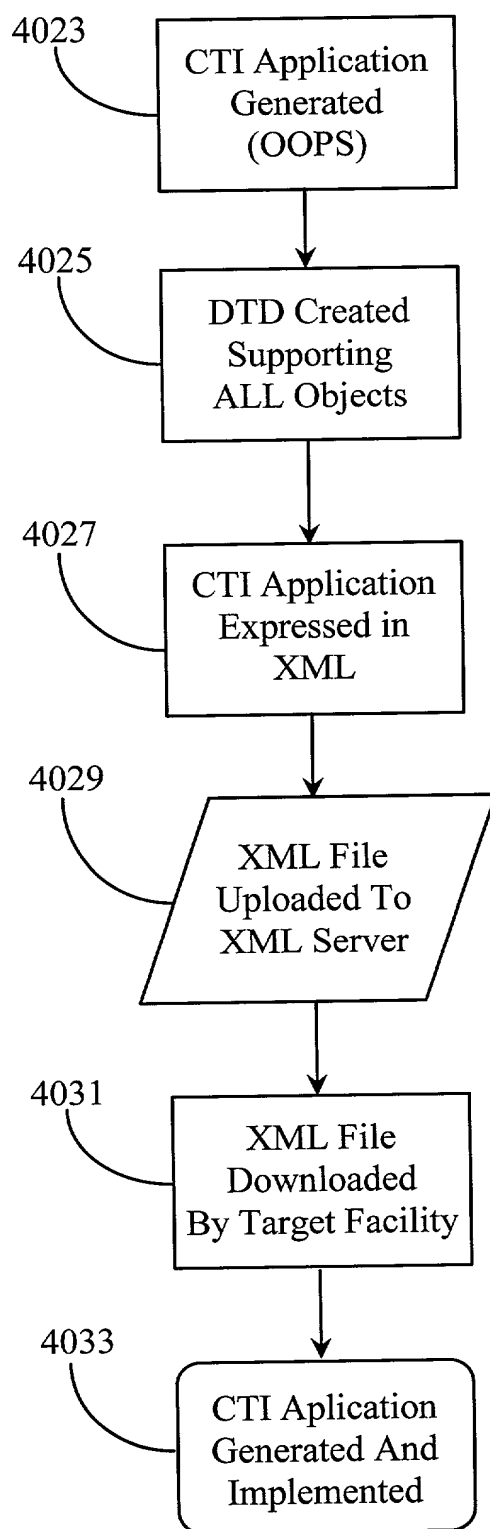 4023
CTI Application
Generated
(OOPS)
4025
DTD Created
Supporting
ALL Objects
4027
CTI Application
Expressed in
XML
4029
XML File
Uploaded To
XML Server
4031
XML File
Downloaded
By Target Facility
4033
CTI Aplication
Generated And
Implemented